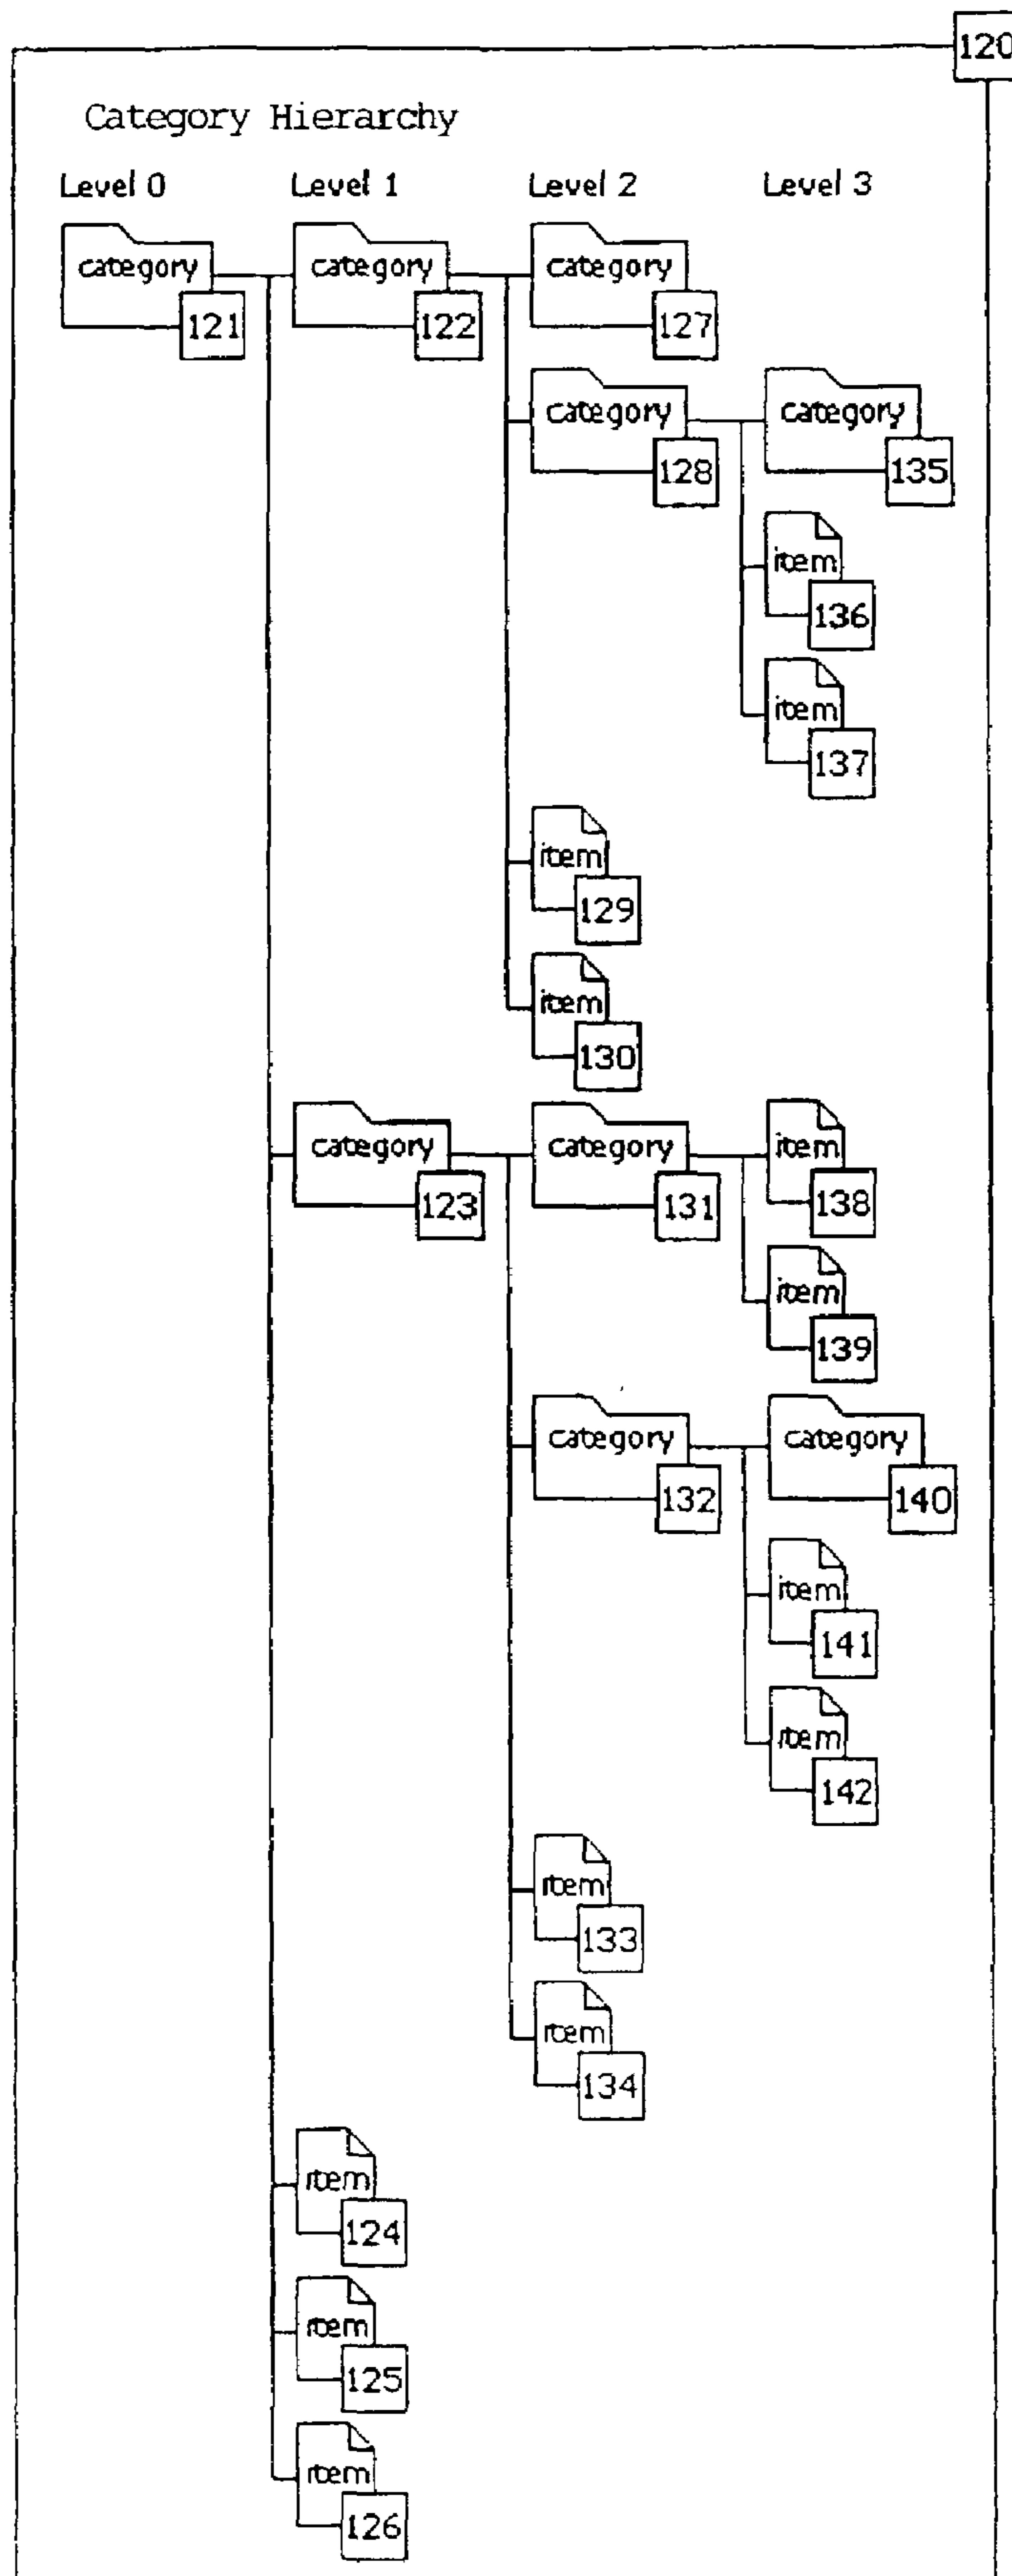 120
Category Hierarchy
Level 0 Level 1 Level 2 Level 3
category category category
121 122 127
category category
128 135
item
136
item
137
item
129
item
130
category category item
123 131 138
item
139
category category
132 140
item
141
item
142
item
133
item
134
item
124
item
125
item
126